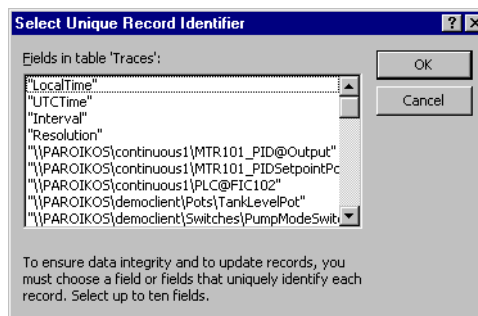 Select Unique Record Identifier
Fields in table 'Traces':
OK
"LocalTime"
Cancel
"UTCTime"
"Interval"
"Resolution"
"\\PAROIKOS\continuous1\MTR101_PID@Output"
"\\PAROIKOS\continuous1\MTR101_PIDSetpointPc
"\\PAROIKOS\continuous1\PLC@FIC102"
"\\PAROIKOS\democlient\Pots\TankLevelPot"
"\\PAROIKOS\democlient\Switches\PumpModeSwit
To ensure data integrity and to update records, you
must choose a field or fields that uniquely identify each
record. Select up to ten fields.